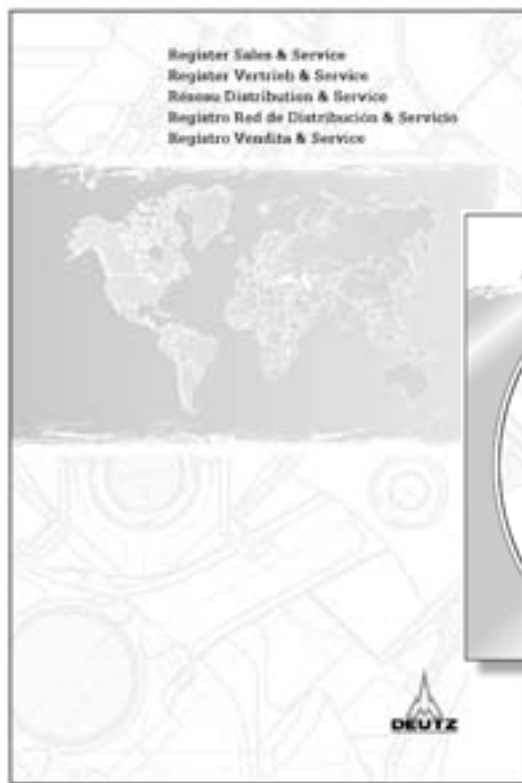 Register Sales & Service
Register Vertrieb & Service
Réseau Distribution & Service
Registro Red de Distribución & Servicio
Registro Vendita & Service
DEUTZ